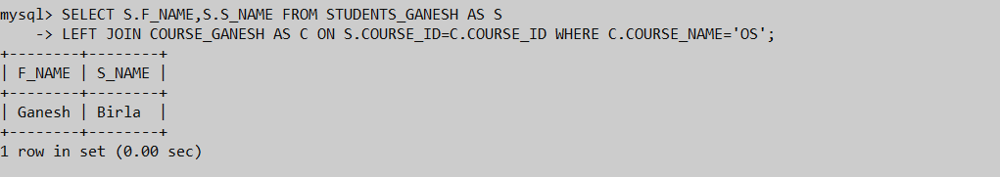 mysql> SELECT S.F_NAME,S.S_NAME FROM STUDENTS_GANESH AS S
    -> LEFT JOIN COURSE_GANESH AS C ON S.COURSE_ID=C.COURSE_ID WHERE C.COURSE_NAME='OS';
+--------+--------+
| F_NAME | S_NAME |
+--------+--------+
| Ganesh | Birla  |
+--------+--------+
1 row in set (0.00 sec)